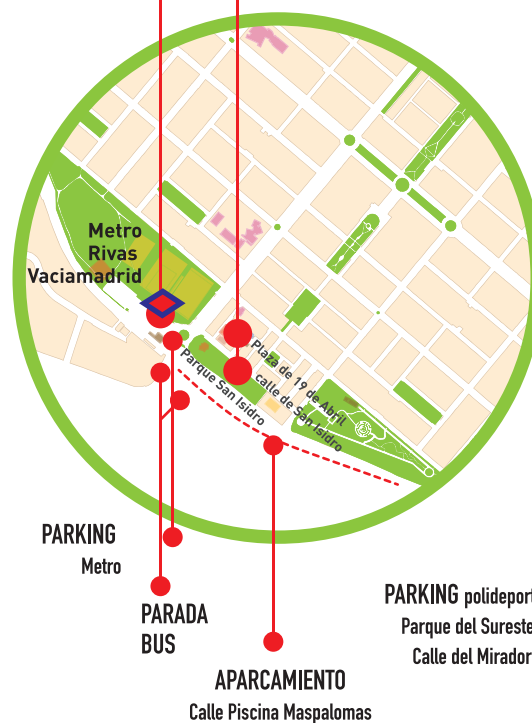 Metro
Rivas
Vaciamadrid
Plaza de 19 de Abril
calle de San Isidro
Parque San Isidro
PARKING
Metro
PARADA
BUS
APARCAMIENTO
Calle Piscina Maspalomas
PARKING polideport
Parque del Sureste
Calle del Mirador